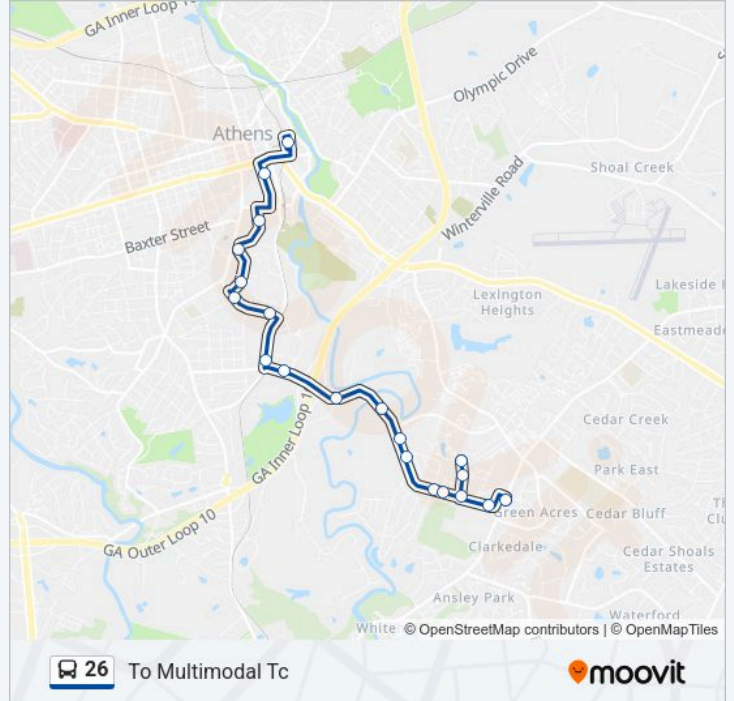 GA Inner Loop 10
Olympic Drive
Athens
Shoal Creek
Winterville Road
Baxter Street
Lakeside
Lexington
Heights
Eastmeade
GA Inner Loop 1
Cedar Creek
Park East
Green Acres
Cedar Bluff
GA Outer Loop 10
Clarkedale
Cedar Shoals
Estates
Ansley Park
Waterford
White
© OpenStreetMap contributors | © OpenMapTiles
26 To Multimodal Tc
moovit